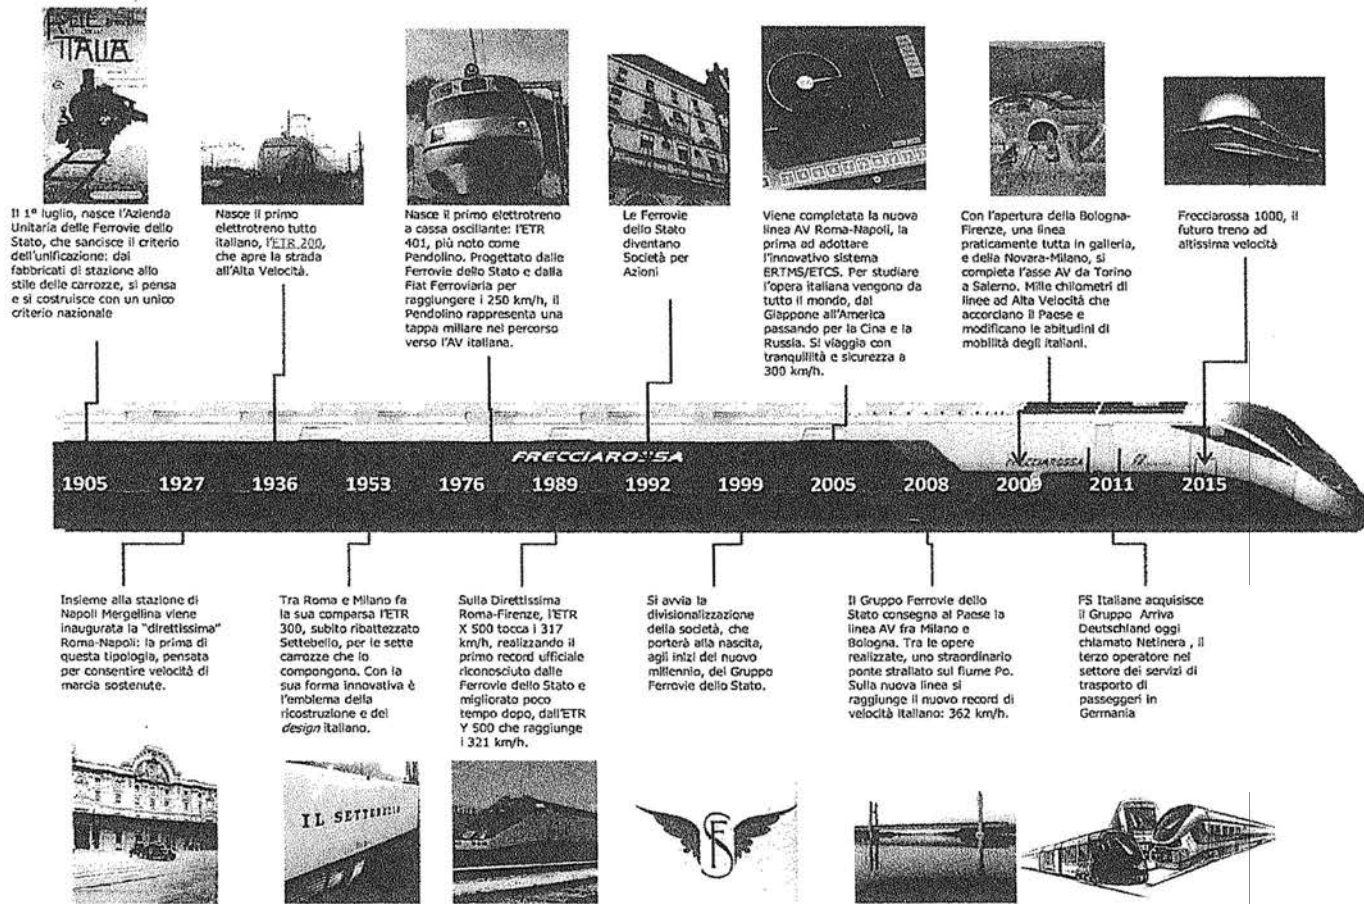 ITALIA
Il 1° luglio, nasce l'Azienda
Unitaria delle Ferrovie dello
Stato, che sancisce il criterio
dell'unificazione: dai
fabbricati di stazione allo
stile delle carrozze, si pensa
e si costruisce con un unico
criterio nazionale
Nasce il primo
elettrotreno tutto
italiano, l'ETR 200,
che apre la strada
all'Alta Velocità.
Nasce il primo elettrotreno
a cassa oscillante: l'ETR
401, più noto come
Pendolino. Progettato dalle
Ferrovie dello Stato e dalla
Fiat Ferroviaria per
raggiungere i 250 km/h, il
Pendolino rappresenta una
tappa miliare nel percorso
verso l'AV italiana.
Le Ferrovie
dello Stato
diventano
Società per
Azioni
Viene completata la nuova
linea AV Roma-Napoli, la
prima ad adottare
l'innovativo sistema
ERTMS/ETCS. Per studiare
l'opera italiana vengono da
tutto il mondo, dal
Giappone all'America
passando per la Cina e la
Russia. Si viaggia con
tranquillità e sicurezza a
300 km/h.
Con l'apertura della Bologna-
Firenze, una linea
praticamente tutta in galleria,
e della Novara-Milano, si
completa l'asse AV da Torino
a Salerno. Mille chilometri di
linee ad Alta Velocità che
accorciano il Paese e
modificano le abitudini di
mobilità degli italiani.
Frecciarossa 1000, il
futuro treno ad
altissima velocità
FRECCIAROSSA
FRECCIAROSSA
1905 1927 1936 1953 1976 1989 1992 1999 2005 2008 2009 2011 2015
Insieme alla stazione di
Napoli Mergellina viene
inaugurata la "direttissima"
Roma-Napoli: la prima di
questa tipologia, pensata
per consentire velocità di
marcia sostenute.
Tra Roma e Milano fa
la sua comparsa l'ETR
300, subito ribattezzato
Settebello, per le sette
carrozze che lo
compongono. Con la
sua forma innovativa è
l'emblema della
ricostruzione e del
design italiano.
Sulla Direttissima
Roma-Firenze, l'ETR
X 500 tocca i 317
km/h, realizzando il
primo record ufficiale
riconosciuto dalle
Ferrovie dello Stato e
migliorato poco
tempo dopo, dall'ETR
Y 500 che raggiunge
i 321 km/h.
Si avvia la
divisionalizzazione
della società, che
porterà alla nascita,
agli inizi del nuovo
millennio, del Gruppo
Ferrovie dello Stato.
Il Gruppo Ferrovie dello
Stato consegna al Paese la
linea AV fra Milano e
Bologna. Tra le opere
realizzate, uno straordinario
ponte strallato sul fiume Po.
Sulla nuova linea si
raggiunge il nuovo record di
velocità italiano: 362 km/h.
FS Italiane acquisisce
il Gruppo Arriva
Deutschland oggi
chiamato Netinera , il
terzo operatore nel
settore dei servizi di
trasporto di
passeggeri in
Germania
IL SETTEBELLO
FS